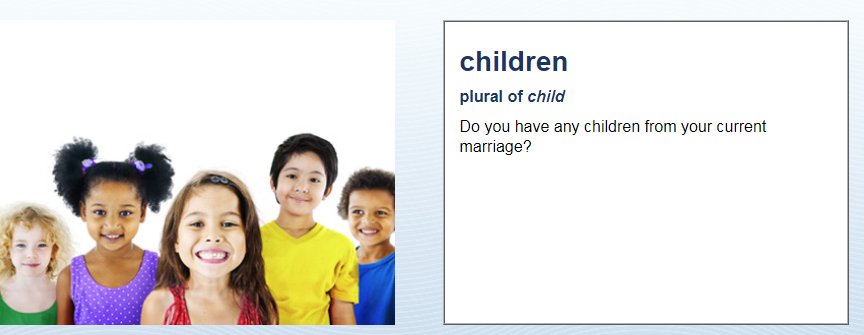 children
plural of child
Do you have any children from your current
marriage?